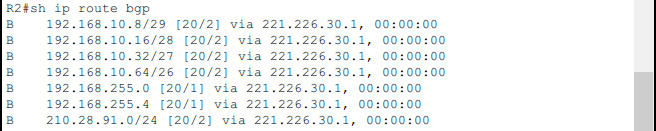 R2#sh ip route bgp
B    192.168.10.8/29 [20/2] via 221.226.30.1, 00:00:00
B    192.168.10.16/28 [20/2] via 221.226.30.1, 00:00:00
B    192.168.10.32/27 [20/2] via 221.226.30.1, 00:00:00
B    192.168.10.64/26 [20/2] via 221.226.30.1, 00:00:00
B    192.168.255.0 [20/1] via 221.226.30.1, 00:00:00
B    192.168.255.4 [20/1] via 221.226.30.1, 00:00:00
B    210.28.91.0/24 [20/2] via 221.226.30.1, 00:00:00